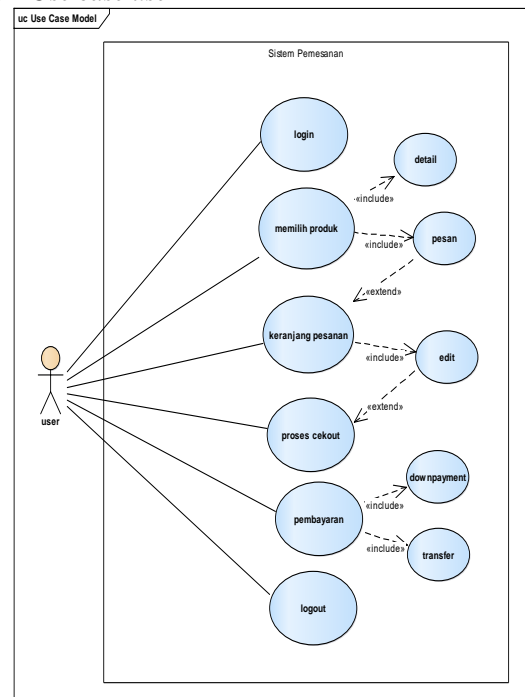 uc Use Case Model
Sistem Pemesanan
login
detail
«include»
memilih produk
«include»
pesan
«extend»
keranjang pesanan
«include»
edit
user
«extend»
proses cekout
downpayment
«include»
pembayaran
«include»
transfer
logout